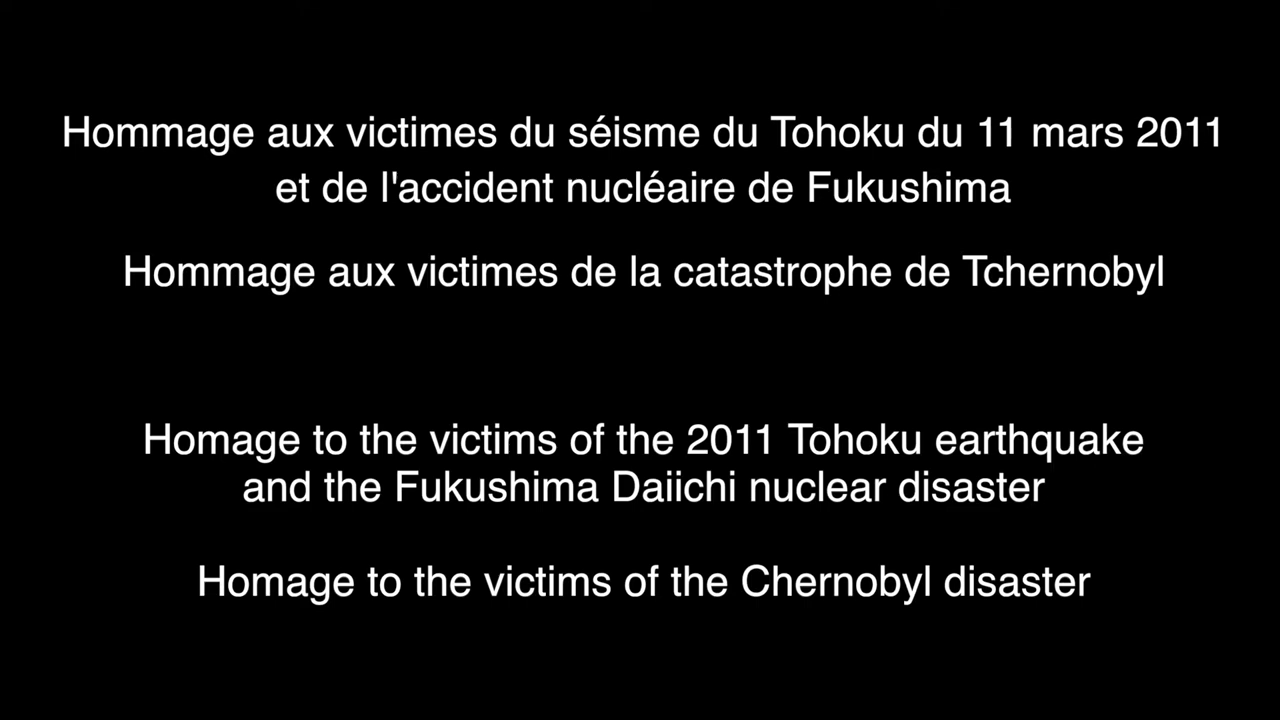 Hommage aux victimes du séisme du Tohoku du 11 mars 2011
et de l'accident nucléaire de Fukushima
Hommage aux victimes de la catastrophe de Tchernobyl
Homage to the victims of the 2011 Tohoku earthquake
and the Fukushima Daiichi nuclear disaster
Homage to the victims of the Chernobyl disaster